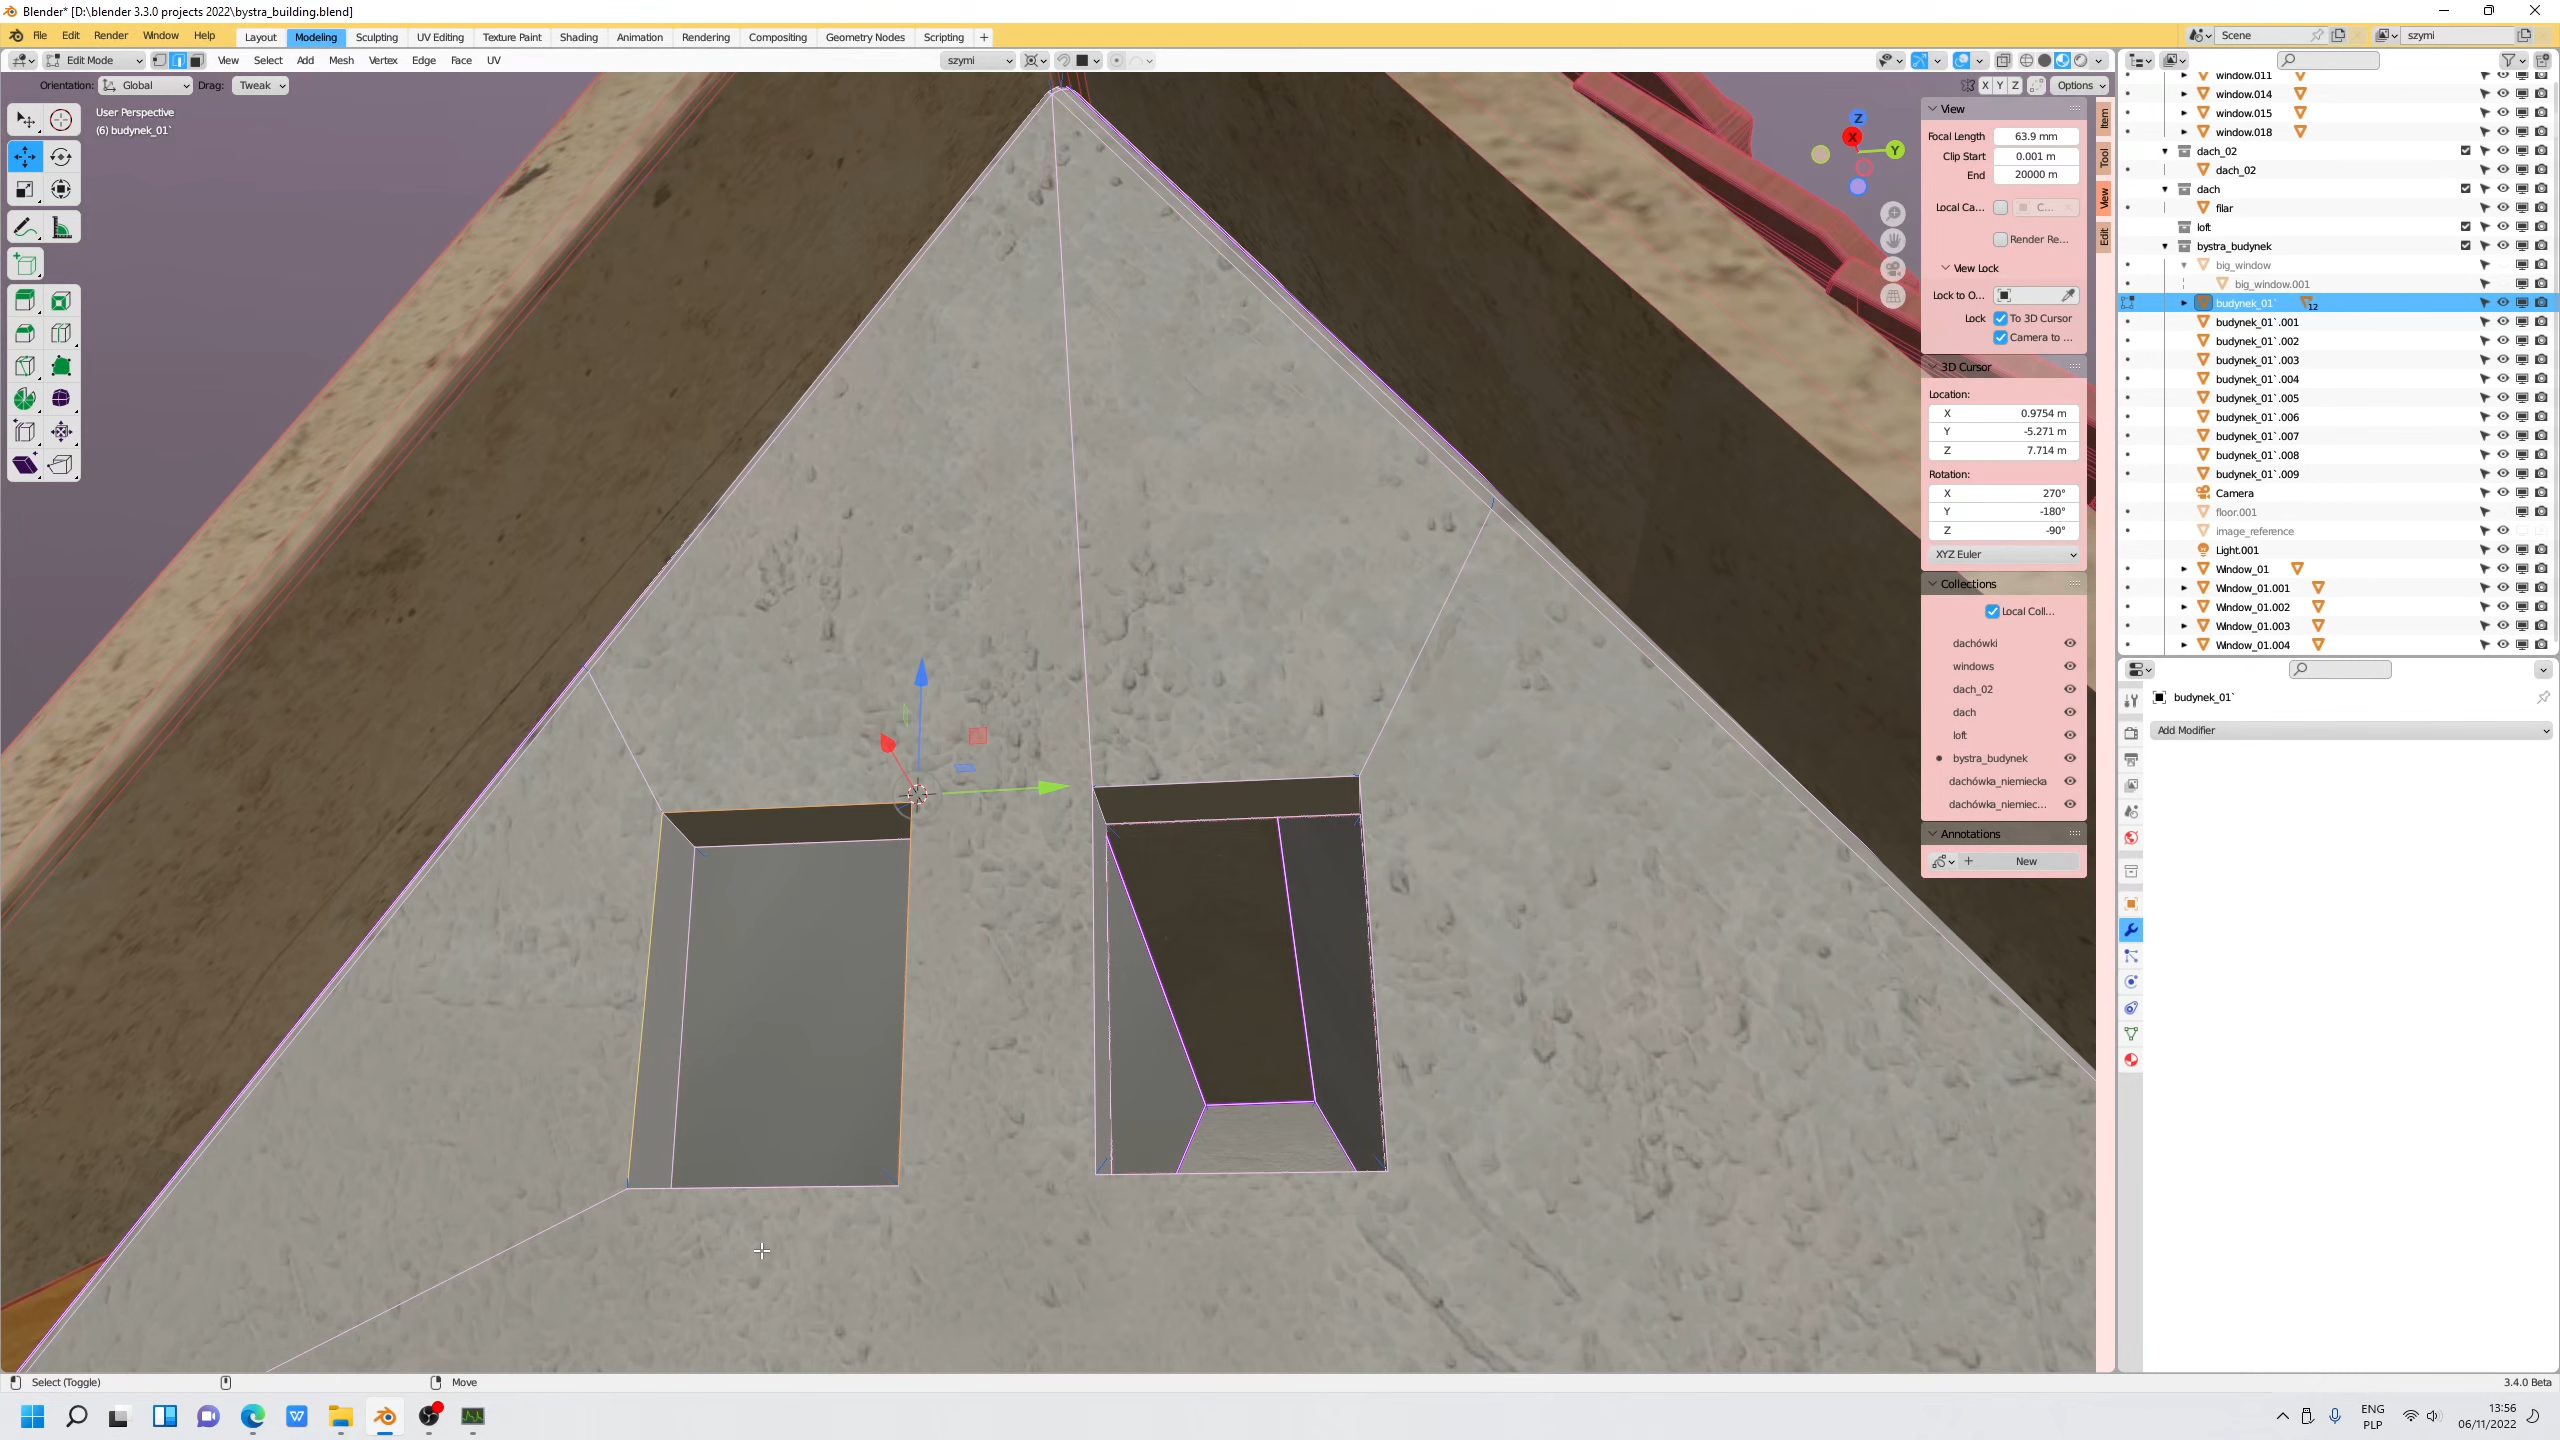 Blender* [D:\blender 3.3.0 projects 2022\bystra_building.blend]
File Edit Render Window Help Layout Modeling Sculpting UV Editing Texture Paint Shading Animation Rendering Compositing Geometry Nodes Scripting + Scene szymi
Edit Mode View Select Add Mesh Vertex Edge Face UV szymi
Orientation: Global Drag: Tweak X Y Z Options
User Perspective
(6) budynek_01`
Z
X
Y
View
Focal Length 63.9 mm
Clip Start 0.001 m
End 20000 m
Local Ca... C...
Render Re...
View Lock
Lock to O...
Lock To 3D Cursor
Camera to ...
3D Cursor
Location:
X 0.9754 m
Y -5.271 m
Z 7.714 m
Rotation:
X 270°
Y -180°
Z -90°
XYZ Euler
Collections
Local Coll...
dachówki
windows
dach_02
dach
loft
bystra_budynek
dachówka_niemiecka
dachówka_niemiec...
Annotations
+ New
Item
Tool
View
Edit
window.011
window.014
window.015
window.018
dach_02
dach_02
dach
filar
loft
bystra_budynek
big_window
big_window.001
budynek_01` 12
budynek_01`.001
budynek_01`.002
budynek_01`.003
budynek_01`.004
budynek_01`.005
budynek_01`.006
budynek_01`.007
budynek_01`.008
budynek_01`.009
Camera
floor.001
image_reference
Light.001
Window_01
Window_01.001
Window_01.002
Window_01.003
Window_01.004
budynek_01`
Add Modifier
Select (Toggle) Move 3.4.0 Beta
ENG
PLP
13:56
06/11/2022